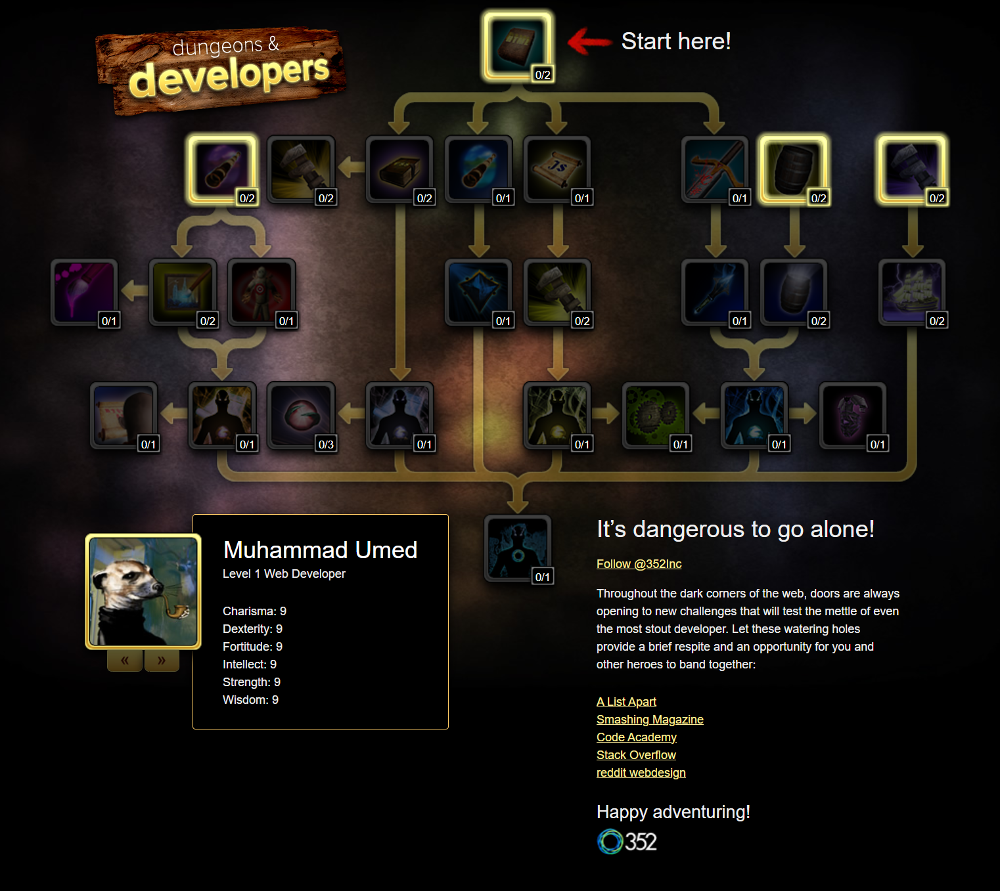 dungeons &
developers
Start here!
0/2
0/2
0/2
0/2
0/1
JS
0/1
0/1
0/2
0/2
0/1
0/2
0/1
0/1
0/2
0/1
0/2
0/2
0/1
0/1
0/3
0/1
0/1
0/1
0/1
0/1
0/1
Muhammad Umed
Level 1 Web Developer
Charisma: 9
Dexterity: 9
Fortitude: 9
Intellect: 9
Strength: 9
Wisdom: 9
«
»
It’s dangerous to go alone!
Follow @352Inc
Throughout the dark corners of the web, doors are always
opening to new challenges that will test the mettle of even
the most stout developer. Let these watering holes
provide a brief respite and an opportunity for you and
other heroes to band together:
A List Apart
Smashing Magazine
Code Academy
Stack Overflow
reddit webdesign
Happy adventuring!
352